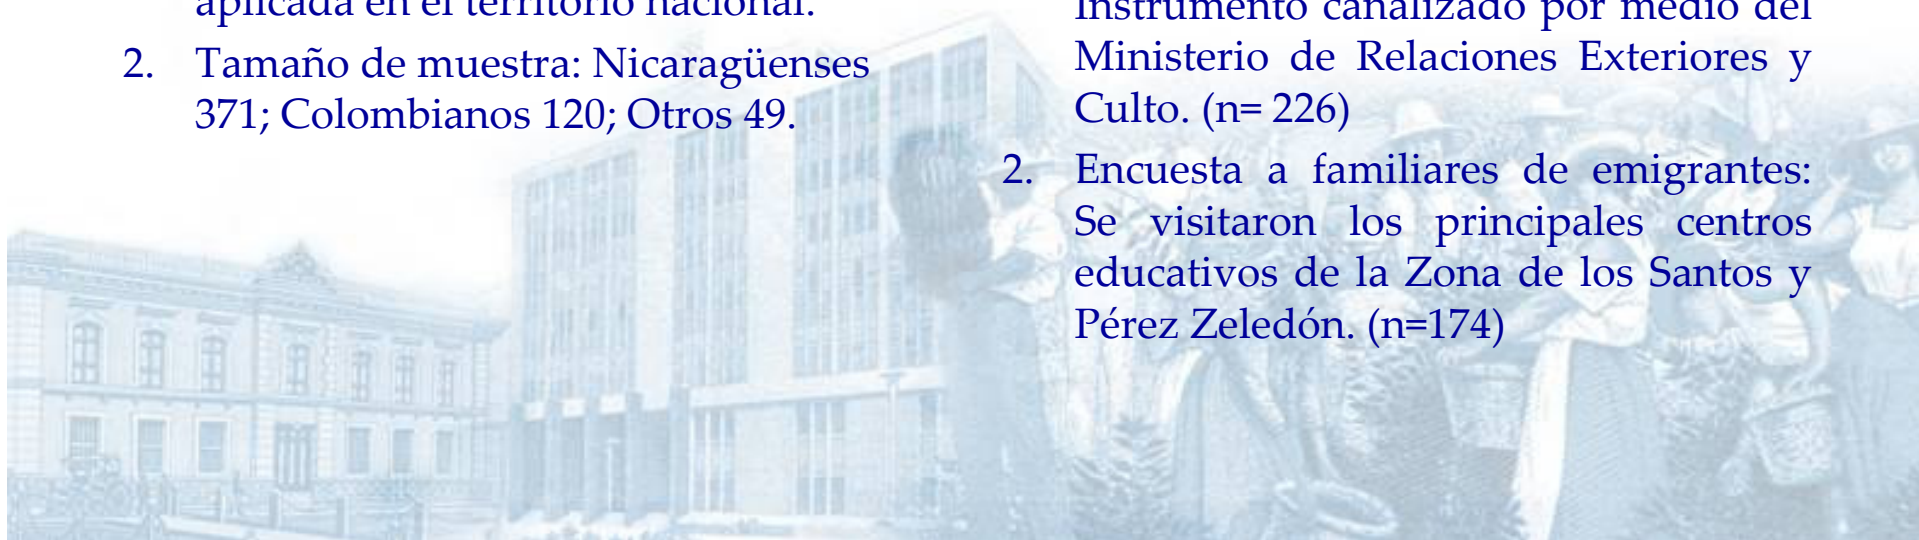 aplicada en el territorio nacional.
2. Tamaño de muestra: Nicaragüenses
371; Colombianos 120; Otros 49.
Instrumento canalizado por medio del
Ministerio de Relaciones Exteriores y
Culto. (n= 226)
2. Encuesta a familiares de emigrantes:
Se visitaron los principales centros
educativos de la Zona de los Santos y
Pérez Zeledón. (n=174)